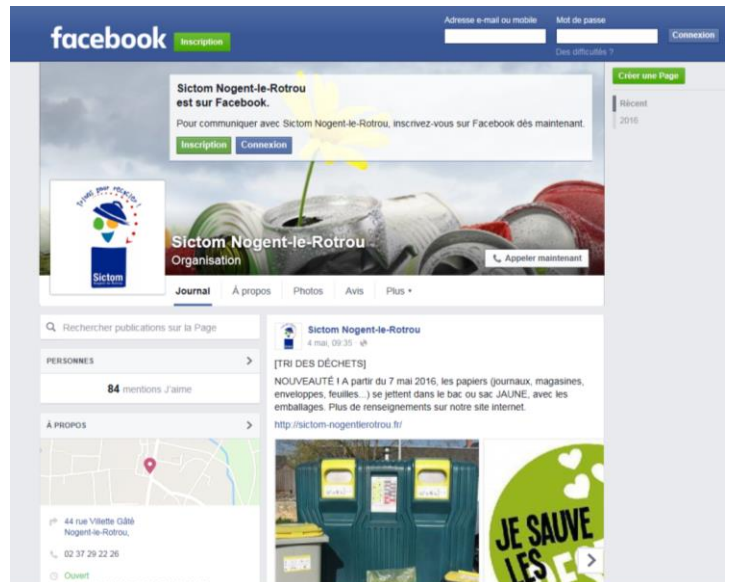 facebook
Inscription
Adresse e-mail ou mobile
Mot de passe
Connexion
Des difficultés ?
Sictom Nogent-le-Rotrou
est sur Facebook.
Pour communiquer avec Sictom Nogent-le-Rotrou, inscrivez-vous sur Facebook dès maintenant.
Inscription
Connexion
Créer une Page
Récent
2016
Trions pour recycler !
Sictom
Sictom Nogent-le-Rotrou
Organisation
Appeler maintenant
Journal
À propos
Photos
Avis
Plus
Rechercher publications sur la Page
PERSONNES
84 mentions J'aime
À PROPOS
44 rue Villette Gâté
Nogent-le-Rotrou,
02 37 29 22 26
Ouvert
Sictom Nogent-le-Rotrou
4 mai, 09:35
[TRI DES DÉCHETS]
NOUVEAUTÉ ! A partir du 7 mai 2016, les papiers (journaux, magasines,
enveloppes, feuilles...) se jettent dans le bac ou sac JAUNE, avec les
emballages. Plus de renseignements sur notre site internet.
http://sictom-nogentlerotrou.fr/
JE SAUVE
LES